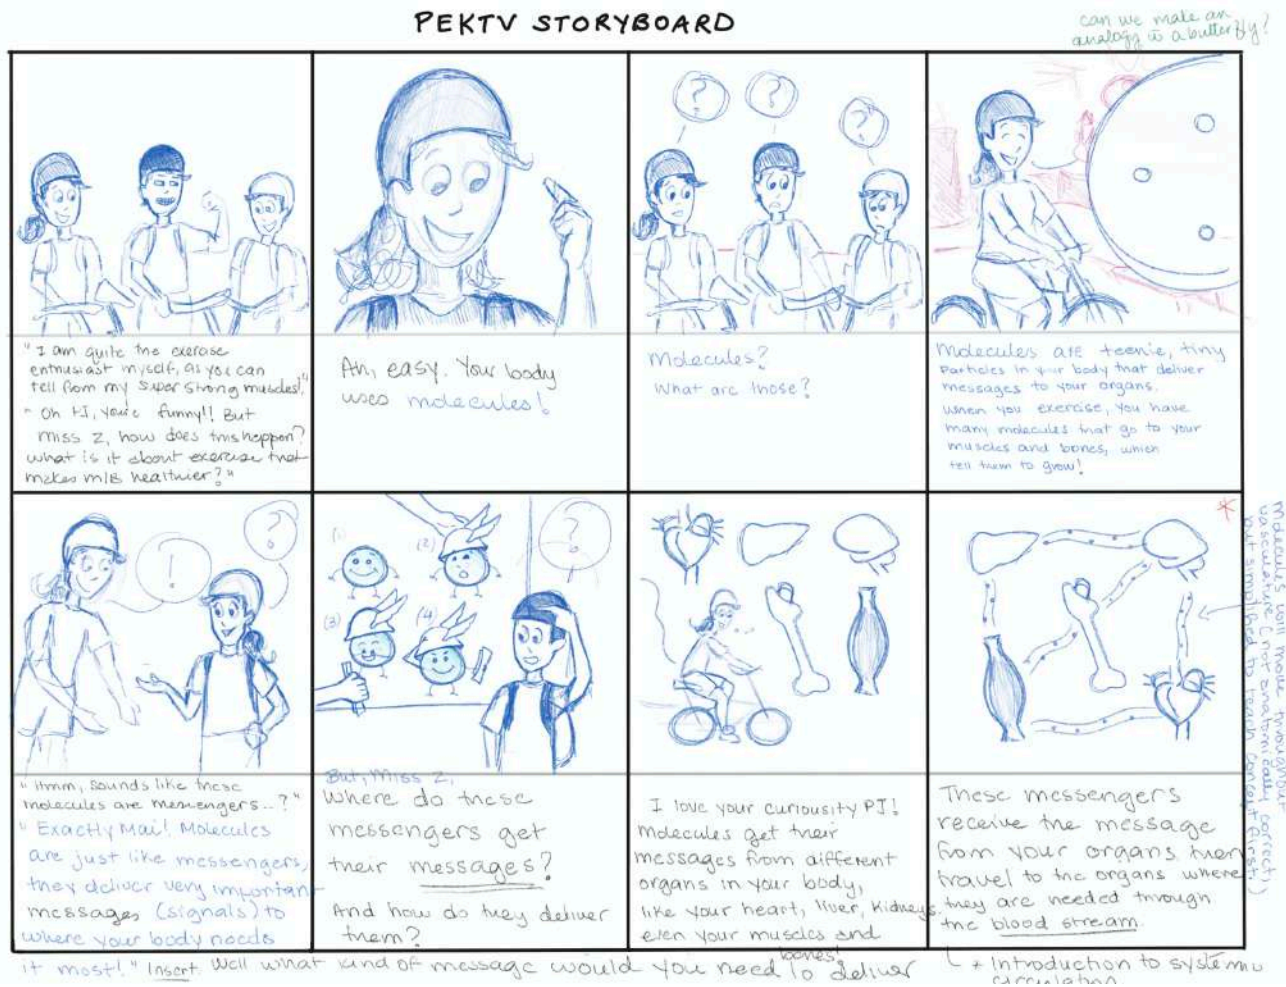 PEKTV STORYBOARD
can we make an
analogy to a butterfly?
"I am quite the exercise
enthusiast myself, as you can
tell from my super strong muscles!"
"Oh PJ, you're funny!! But
miss Z, how does this happen?
what is it about exercise that
makes m/B healthier?"
Ah, easy. Your body
uses molecules!
? ? ?
Molecules?
What are those?
Molecules are teenie, tiny
particles in your body that deliver
messages to your organs.
When you exercise, you have
many molecules that go to your
muscles and bones, which
tell them to grow!
! ?
"Hmm, sounds like these
molecules are messengers...?"
"Exactly Mai! Molecules
are just like messengers,
they deliver very important
messages (signals) to
where your body needs
it most!" Insert Well what kind of message would you need to deliver
(1)
(2)
(3)
(4)
?
But, Miss Z,
Where do these
messengers get
their messages?
And how do they deliver
them?
I love your curiousity PJ!
Molecules get their
messages from different
organs in your body,
like your heart, liver, kidneys,
even your muscles and
bones!
*
These messengers
receive the message
from your organs then
travel to the organs where
they are needed through
the blood stream.
+ Introduction to systemic
circulation
Molecules can move throughout
vasculature (not anatomically correct,
but simplified to teach concept first!)